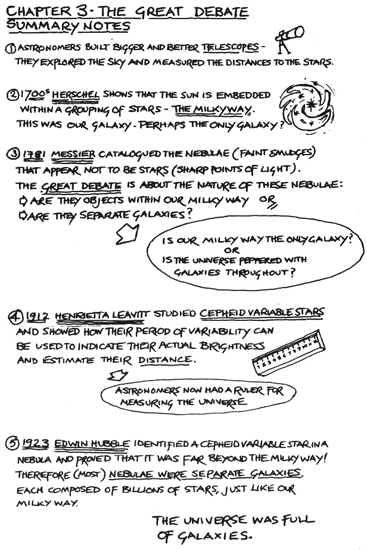 CHAPTER 3 - THE GREAT DEBATE
SUMMARY NOTES
① ASTRONOMERS BUILT BIGGER AND BETTER TELESCOPES -
THEY EXPLORED THE SKY AND MEASURED THE DISTANCES TO THE STARS.
② 1700s HERSCHEL SHOWS THAT THE SUN IS EMBEDDED
WITHIN A GROUPING OF STARS - THE MILKY WAY.
THIS WAS OUR GALAXY. PERHAPS THE ONLY GALAXY?
③ 1781 MESSIER CATALOGUED THE NEBULAE (FAINT SMUDGES)
THAT APPEAR NOT TO BE STARS (SHARP POINTS OF LIGHT).
THE GREAT DEBATE IS ABOUT THE NATURE OF THESE NEBULAE:
ARE THEY OBJECTS WITHIN OUR MILKY WAY OR
ARE THEY SEPARATE GALAXIES?
IS OUR MILKY WAY THE ONLY GALAXY?
OR
IS THE UNIVERSE PEPPERED WITH
GALAXIES THROUGHOUT?
④ 1912 HENRIETTA LEAVITT STUDIED CEPHEID VARIABLE STARS
AND SHOWED HOW THEIR PERIOD OF VARIABILITY CAN
BE USED TO INDICATE THEIR ACTUAL BRIGHTNESS
AND ESTIMATE THEIR DISTANCE.
ASTRONOMERS NOW HAD A RULER FOR
MEASURING THE UNIVERSE.
⑤ 1923 EDWIN HUBBLE IDENTIFIED A CEPHEID VARIABLE STAR IN A
NEBULA AND PROVED THAT IT WAS FAR BEYOND THE MILKY WAY!
THEREFORE (MOST) NEBULAE WERE SEPARATE GALAXIES,
EACH COMPOSED OF BILLIONS OF STARS, JUST LIKE OUR
MILKY WAY.
THE UNIVERSE WAS FULL
OF GALAXIES.